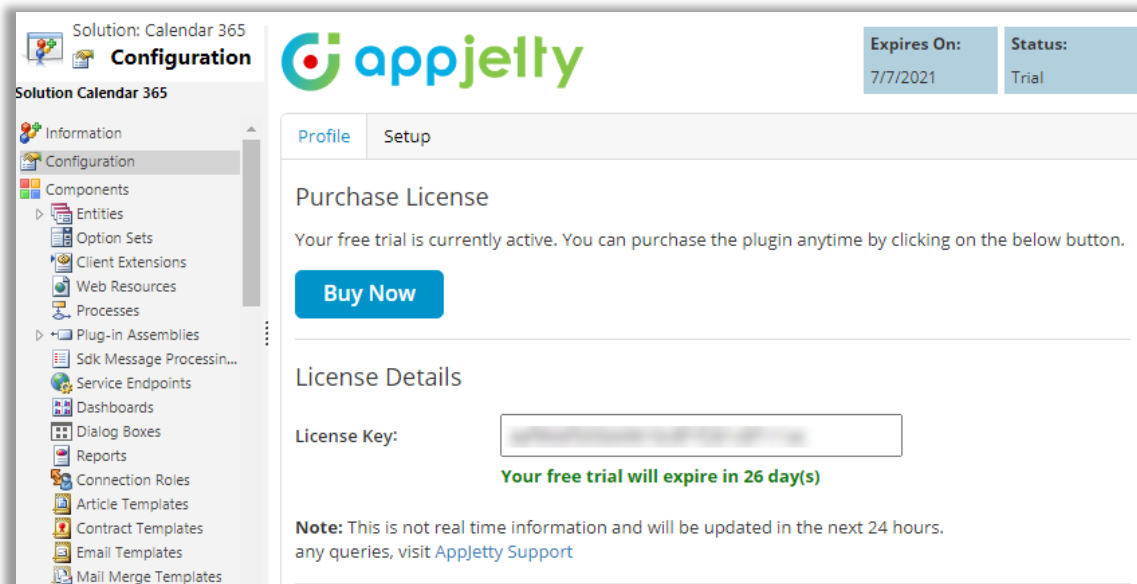 Solution: Calendar 365
Configuration
Solution Calendar 365
Information
Configuration
Components
Entities
Option Sets
Client Extensions
Web Resources
Processes
Plug-in Assemblies
Sdk Message Processin...
Service Endpoints
Dashboards
Dialog Boxes
Reports
Connection Roles
Article Templates
Contract Templates
Email Templates
Mail Merge Templates
appjetty
Expires On:
7/7/2021
Status:
Trial
Profile
Setup
Purchase License
Your free trial is currently active. You can purchase the plugin anytime by clicking on the below button.
Buy Now
License Details
License Key:
Your free trial will expire in 26 day(s)
Note: This is not real time information and will be updated in the next 24 hours.
any queries, visit AppJetty Support